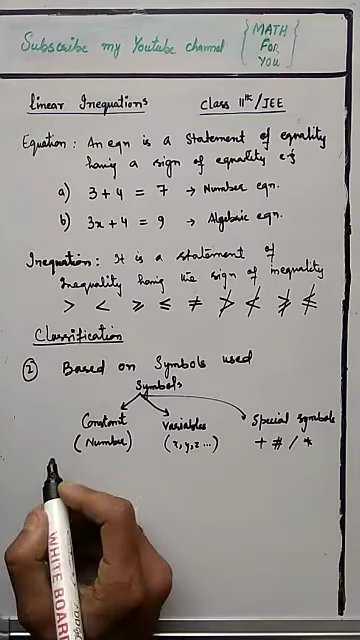 Subscribe my Youtube channel { MATH FOR YOU }
Linear Inequations Class 11th/JEE
Equation: An eqn is a statement of equality
having a sign of equality e.g
a) 3+4 = 7 → Number eqn.
b) 3x+4 = 9 → Algebraic eqn.
Inequation: It is a statement of
Inequality having the sign of inequality
> < ≥ ≤ ≠ ≯ ≮ ≱ ≰
Classification
② Based on Symbols used
Symbols
Constant Variables Special symbols
(Number) (x, y, z ...) + # / *
WHITE BOARD